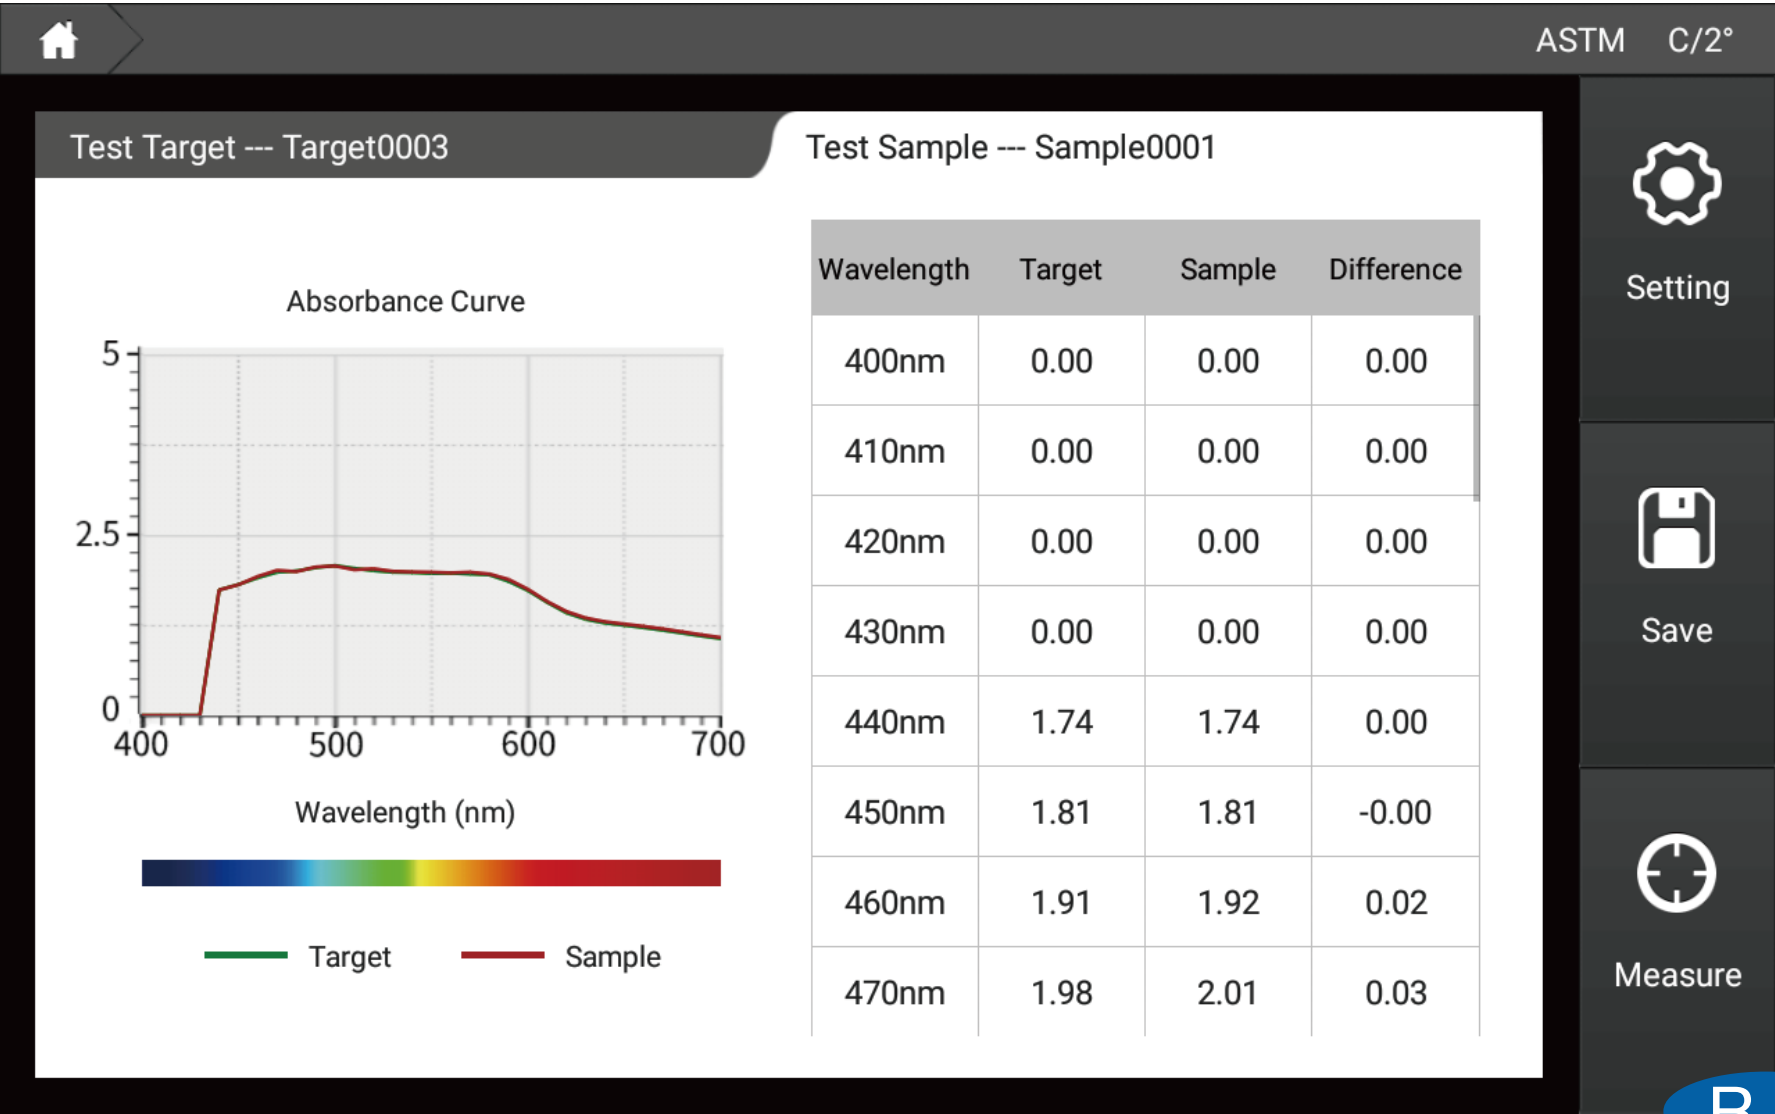 ASTM C/2°
Test Target --- Target0003
Test Sample --- Sample0001
Absorbance Curve
5
2.5
0
400 500 600 700
Wavelength (nm)
Target Sample
Wavelength Target Sample Difference
400nm 0.00 0.00 0.00
410nm 0.00 0.00 0.00
420nm 0.00 0.00 0.00
430nm 0.00 0.00 0.00
440nm 1.74 1.74 0.00
450nm 1.81 1.81 -0.00
460nm 1.91 1.92 0.02
470nm 1.98 2.01 0.03
Setting
Save
Measure